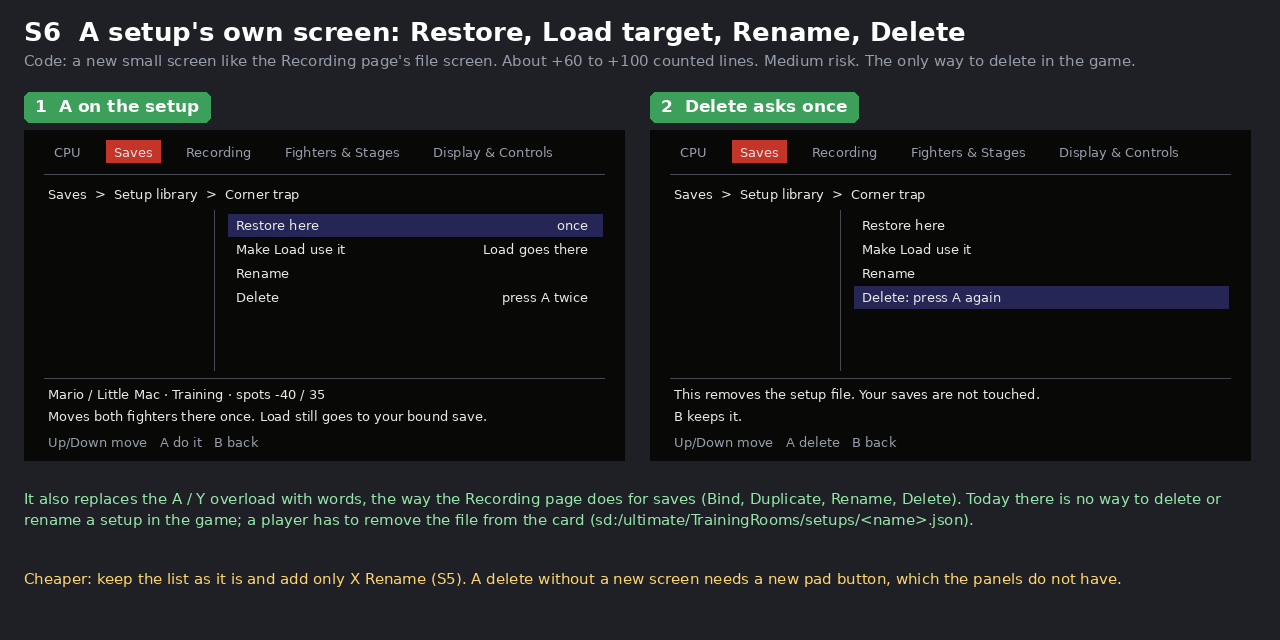 S6 A setup's own screen: Restore, Load target, Rename, Delete
Code: a new small screen like the Recording page's file screen. About +60 to +100 counted lines. Medium risk. The only way to delete in the game.
1 A on the setup
CPU Saves Recording Fighters & Stages Display & Controls
Saves > Setup library > Corner trap
Restore here once
Make Load use it Load goes there
Rename
Delete press A twice
Mario / Little Mac · Training · spots -40 / 35
Moves both fighters there once. Load still goes to your bound save.
Up/Down move A do it B back
2 Delete asks once
CPU Saves Recording Fighters & Stages Display & Controls
Saves > Setup library > Corner trap
Restore here
Make Load use it
Rename
Delete: press A again
This removes the setup file. Your saves are not touched.
B keeps it.
Up/Down move A delete B back
It also replaces the A / Y overload with words, the way the Recording page does for saves (Bind, Duplicate, Rename, Delete). Today there is no way to delete or
rename a setup in the game; a player has to remove the file from the card (sd:/ultimate/TrainingRooms/setups/<name>.json).
Cheaper: keep the list as it is and add only X Rename (S5). A delete without a new screen needs a new pad button, which the panels do not have.